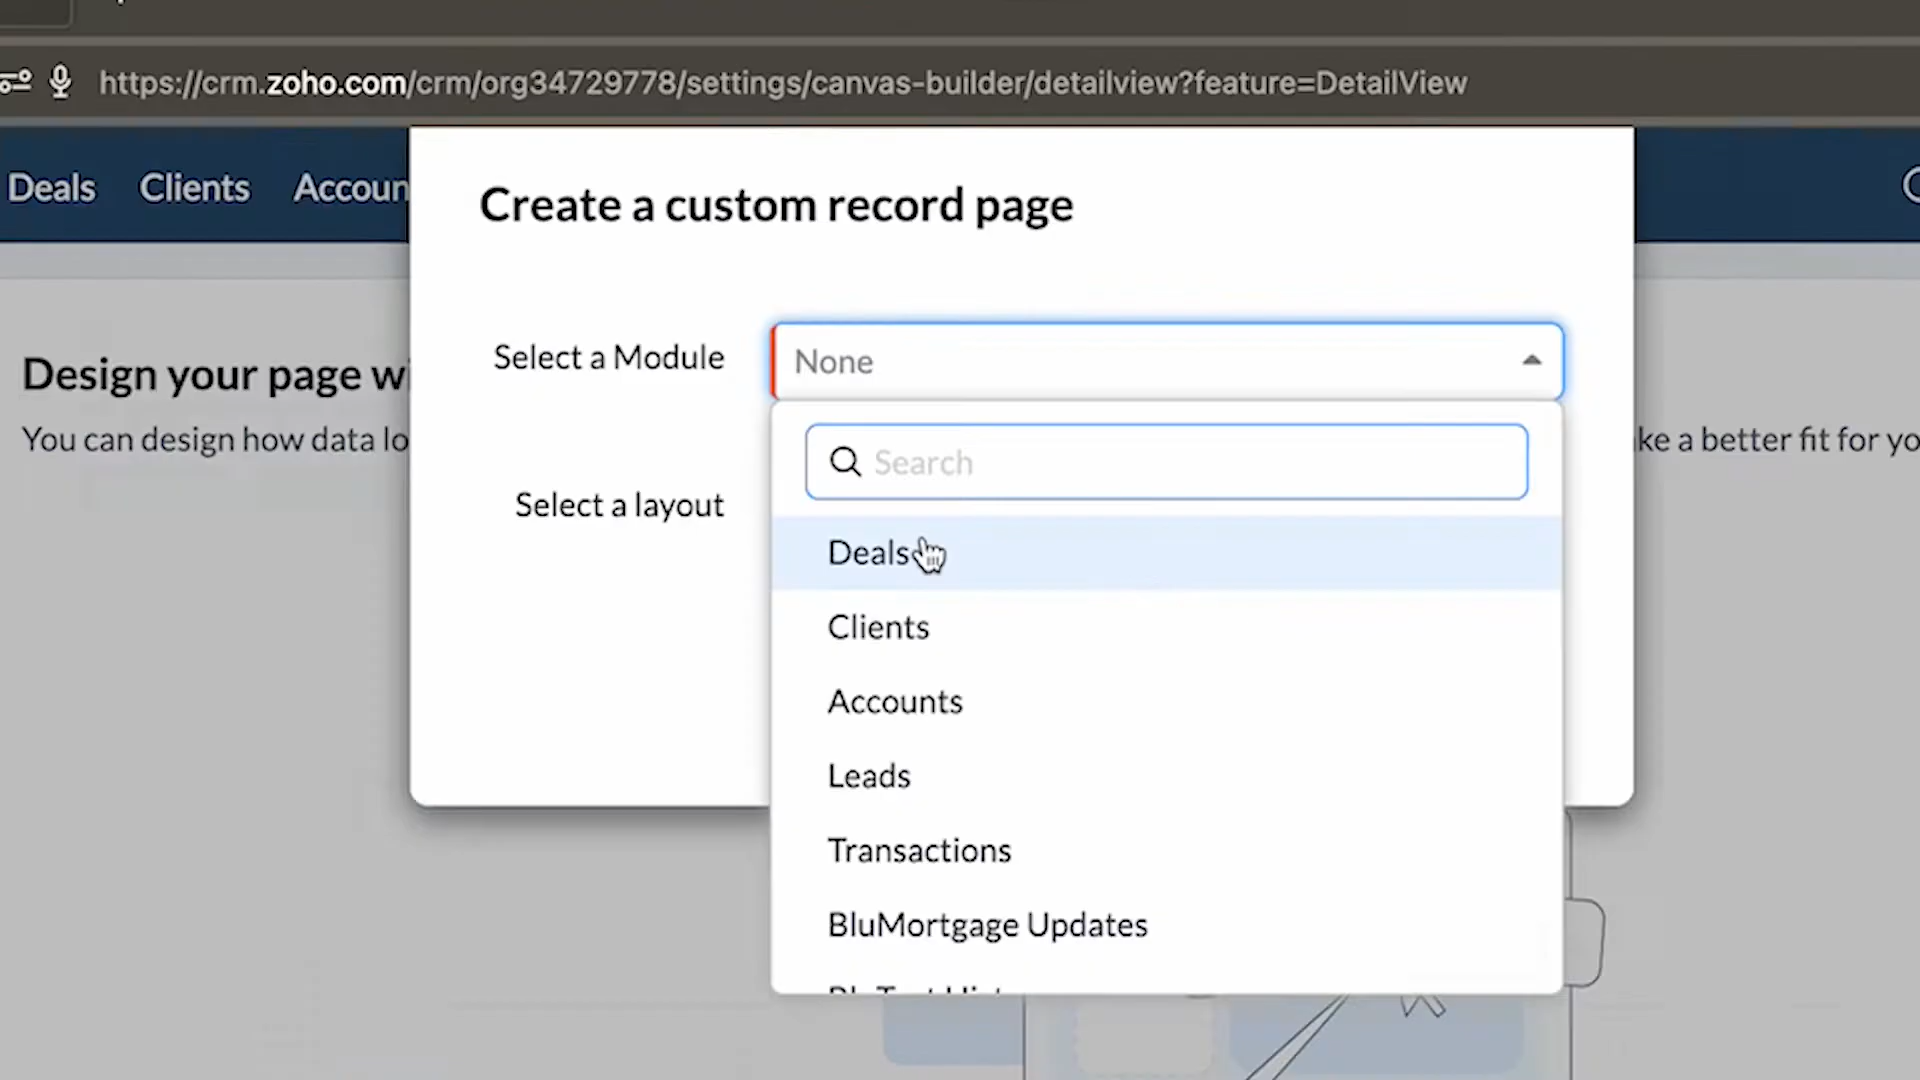 https://crm.zoho.com/crm/org34729778/settings/canvas-builder/detailview?feature=DetailView
Deals Clients Accoun
Create a custom record page
Select a Module None
Design your page wi
You can design how data lo
ke a better fit for yo
Search
Select a layout
Deals
Clients
Accounts
Leads
Transactions
BluMortgage Updates